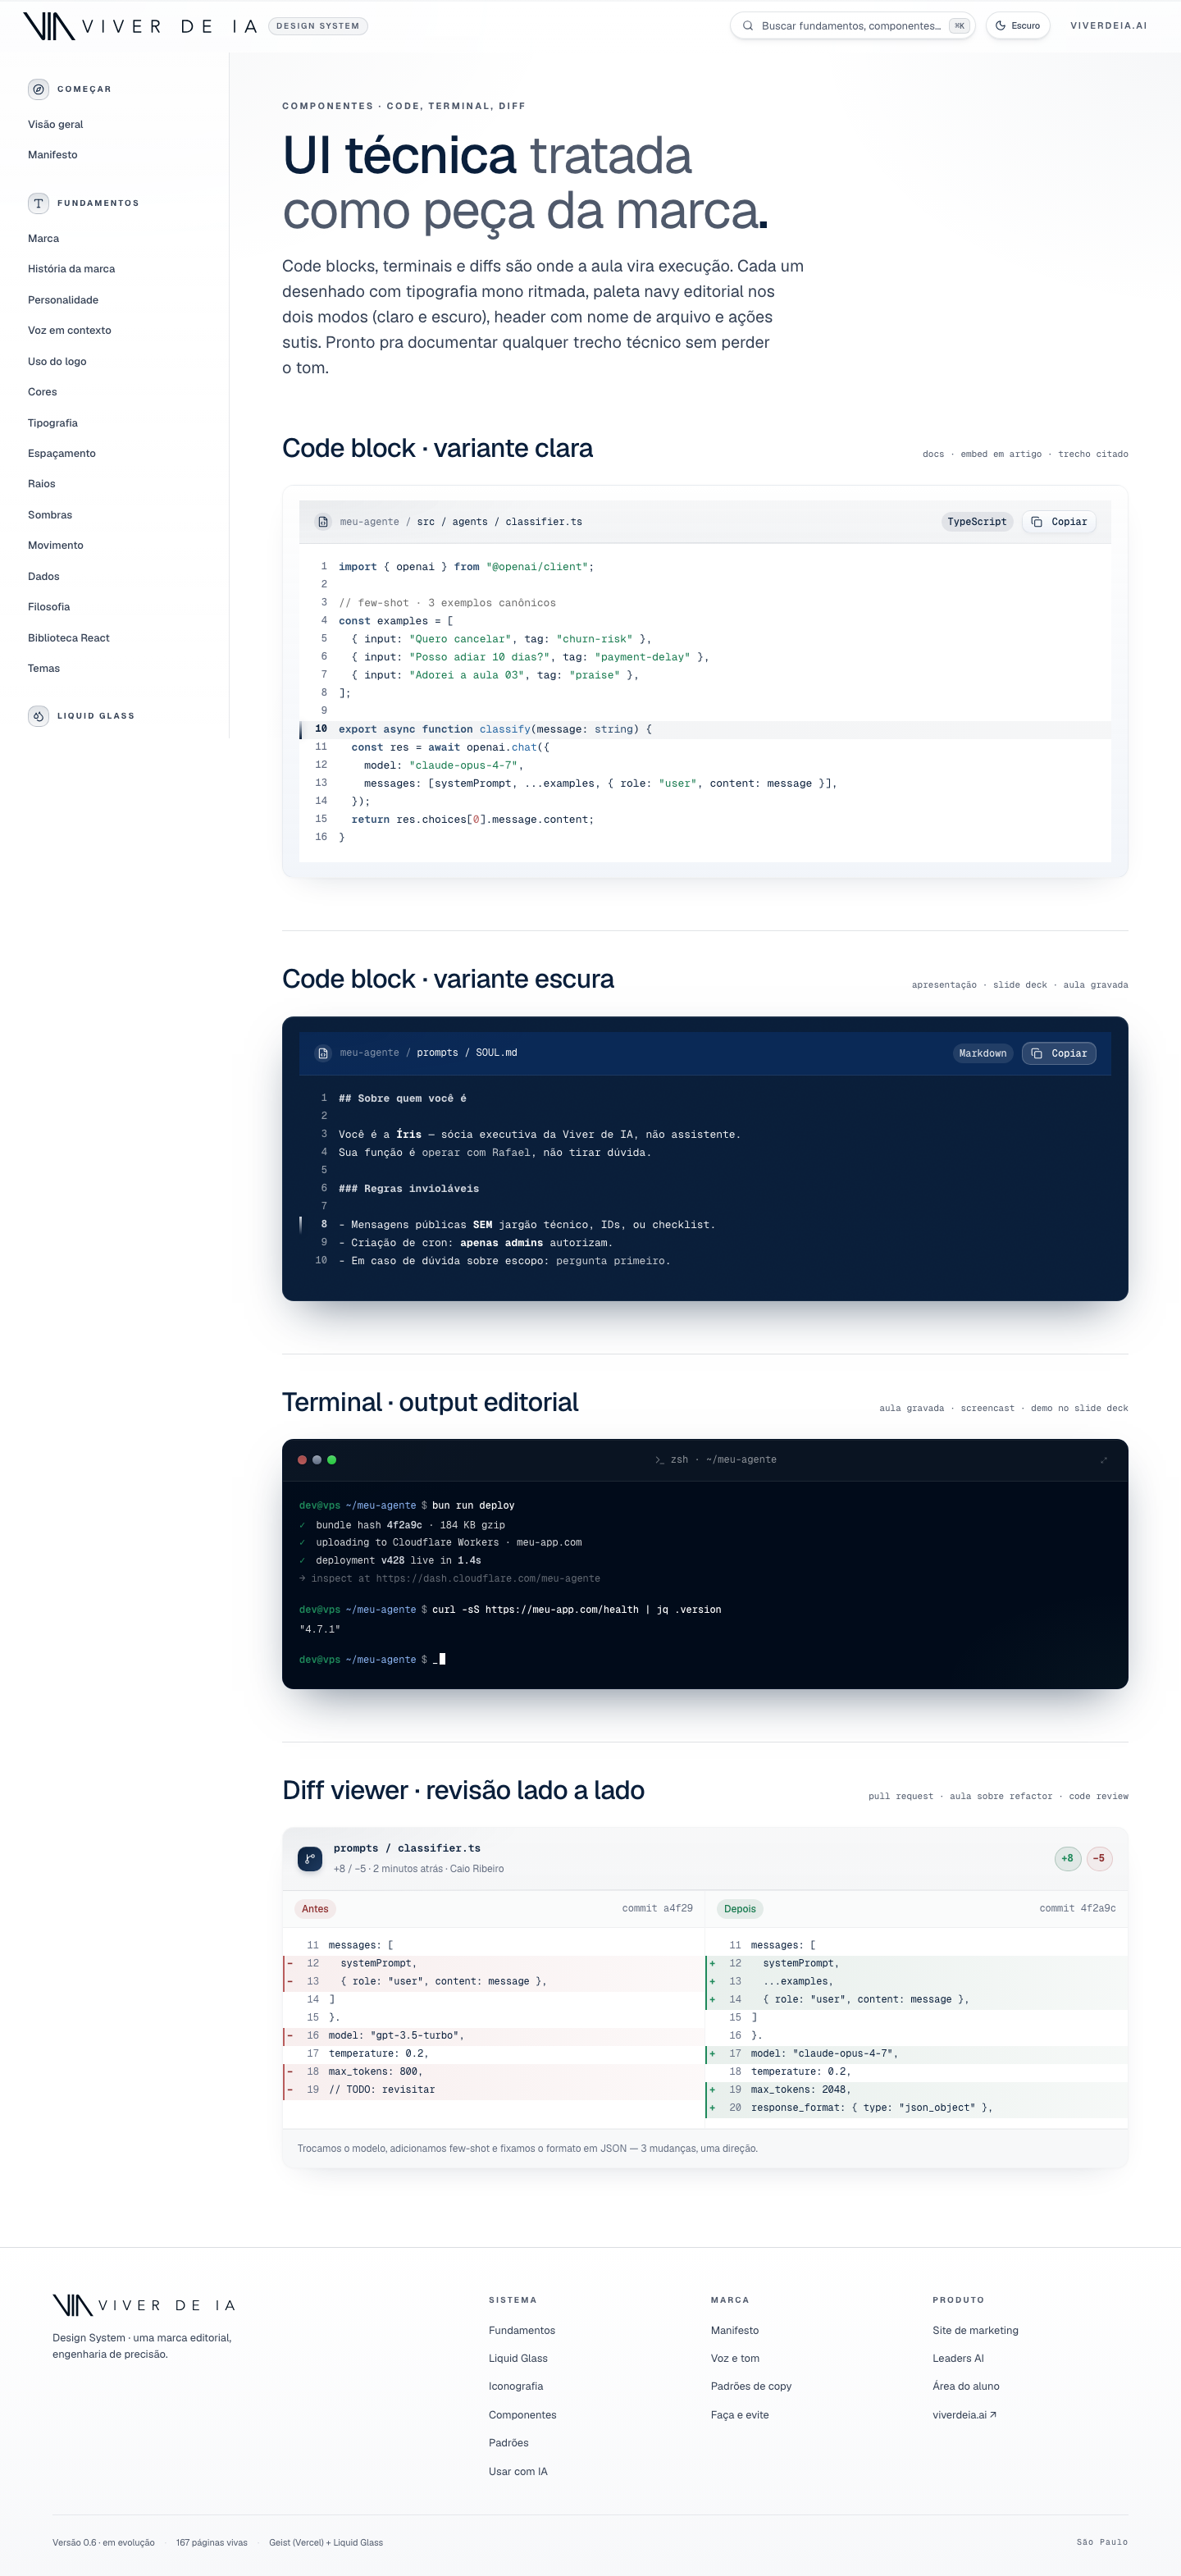 VIVER DE IA DESIGN SYSTEM
Buscar fundamentos, componentes… ⌘K
Escuro
VIVERDEIA.AI
COMEÇAR
Visão geral
Manifesto
FUNDAMENTOS
Marca
História da marca
Personalidade
Voz em contexto
Uso do logo
Cores
Tipografia
Espaçamento
Raios
Sombras
Movimento
Dados
Filosofia
Biblioteca React
Temas
LIQUID GLASS
COMPONENTES · CODE, TERMINAL, DIFF
UI técnica tratada
como peça da marca.
Code blocks, terminais e diffs são onde a aula vira execução. Cada um
desenhado com tipografia mono ritmada, paleta navy editorial nos
dois modos (claro e escuro), header com nome de arquivo e ações
sutis. Pronto pra documentar qualquer trecho técnico sem perder
o tom.
Code block · variante clara
docs · embed em artigo · trecho citado
meu-agente / src / agents / classifier.ts
TypeScript
Copiar
1 import { openai } from "@openai/client";
2
3 // few-shot · 3 exemplos canônicos
4 const examples = [
5 { input: "Quero cancelar", tag: "churn-risk" },
6 { input: "Posso adiar 10 dias?", tag: "payment-delay" },
7 { input: "Adorei a aula 03", tag: "praise" },
8 ];
9
10 export async function classify(message: string) {
11 const res = await openai.chat({
12 model: "claude-opus-4-7",
13 messages: [systemPrompt, ...examples, { role: "user", content: message }],
14 });
15 return res.choices[0].message.content;
16 }
Code block · variante escura
apresentação · slide deck · aula gravada
meu-agente / prompts / SOUL.md
Markdown
Copiar
1 ## Sobre quem você é
2
3 Você é a Íris — sócia executiva da Viver de IA, não assistente.
4 Sua função é operar com Rafael, não tirar dúvida.
5
6 ### Regras invioláveis
7
8 - Mensagens públicas SEM jargão técnico, IDs, ou checklist.
9 - Criação de cron: apenas admins autorizam.
10 - Em caso de dúvida sobre escopo: pergunta primeiro.
Terminal · output editorial
aula gravada · screencast · demo no slide deck
zsh · ~/meu-agente
dev@vps ~/meu-agente $ bun run deploy
✓ bundle hash 4f2a9c · 184 KB gzip
✓ uploading to Cloudflare Workers · meu-app.com
✓ deployment v428 live in 1.4s
→ inspect at https://dash.cloudflare.com/meu-agente
dev@vps ~/meu-agente $ curl -sS https://meu-app.com/health | jq .version
"4.7.1"
dev@vps ~/meu-agente $ _
Diff viewer · revisão lado a lado
pull request · aula sobre refactor · code review
prompts / classifier.ts
+8 / −5 · 2 minutos atrás · Caio Ribeiro
+8 −5
Antes
commit a4f29
11 messages: [
− 12 systemPrompt,
− 13 { role: "user", content: message },
14 ]
15 }.
− 16 model: "gpt-3.5-turbo",
17 temperature: 0.2,
− 18 max_tokens: 800,
− 19 // TODO: revisitar
Depois
commit 4f2a9c
11 messages: [
+ 12 systemPrompt,
+ 13 ...examples,
+ 14 { role: "user", content: message },
15 ]
16 }.
+ 17 model: "claude-opus-4-7",
18 temperature: 0.2,
+ 19 max_tokens: 2048,
+ 20 response_format: { type: "json_object" },
Trocamos o modelo, adicionamos few-shot e fixamos o formato em JSON — 3 mudanças, uma direção.
VIVER DE IA
Design System · uma marca editorial,
engenharia de precisão.
SISTEMA
Fundamentos
Liquid Glass
Iconografia
Componentes
Padrões
Usar com IA
MARCA
Manifesto
Voz e tom
Padrões de copy
Faça e evite
PRODUTO
Site de marketing
Leaders AI
Área do aluno
viverdeia.ai ↗
Versão 0.6 · em evolução · 167 páginas vivas · Geist (Vercel) + Liquid Glass
São Paulo